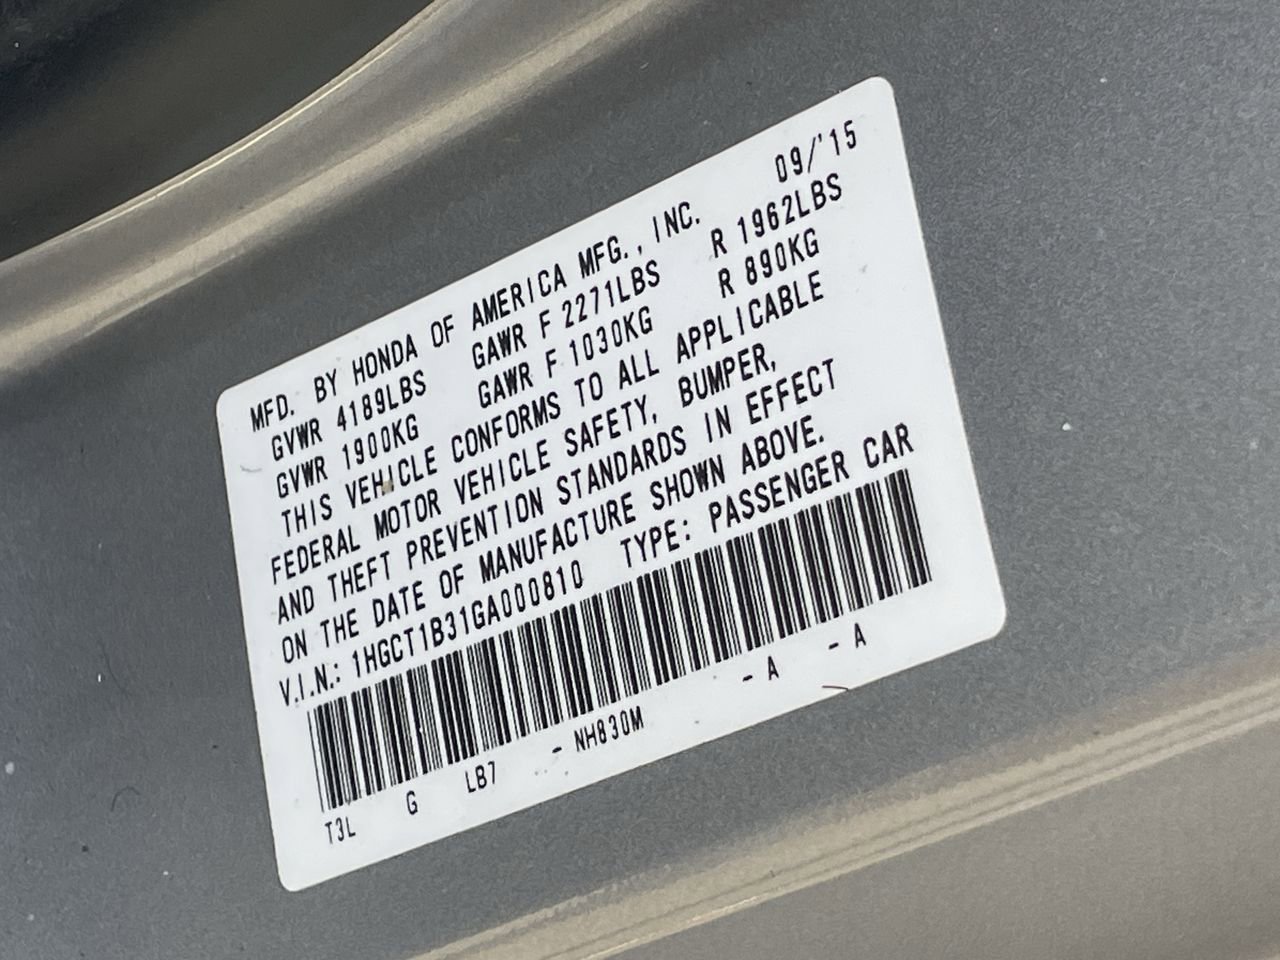 09/'15
MFD. BY HONDA OF AMERICA MFG., INC.
GVWR 4189LBS GAWR F 2271LBS R 1962LBS
GVWR 1900KG GAWR F 1030KG R 890KG
THIS VEHICLE CONFORMS TO ALL APPLICABLE
FEDERAL MOTOR VEHICLE SAFETY, BUMPER,
AND THEFT PREVENTION STANDARDS IN EFFECT
ON THE DATE OF MANUFACTURE SHOWN ABOVE.
V.I.N.: 1HGCT1B31GA000810 TYPE: PASSENGER CAR
T3L G LB7 - NH830M - A - A